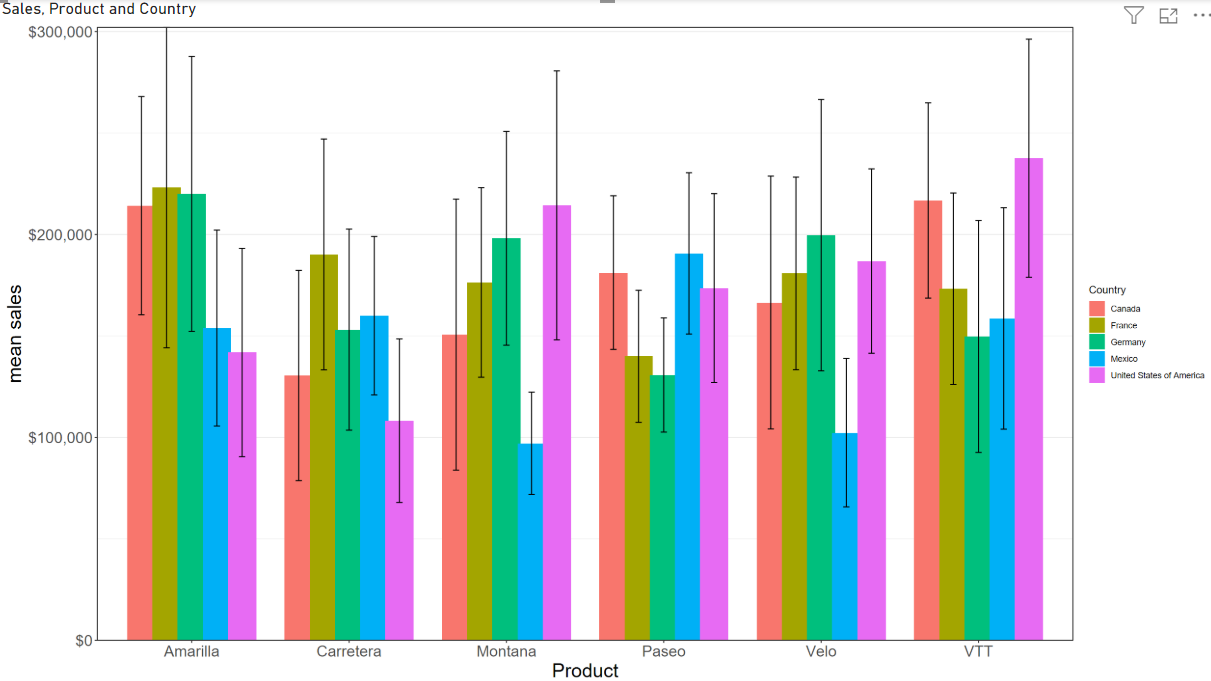 Sales, Product and Country
$300,000
$200,000
$100,000
$0
mean sales
Amarilla
Carretera
Montana
Paseo
Velo
VTT
Product
Country
Canada
France
Germany
Mexico
United States of America